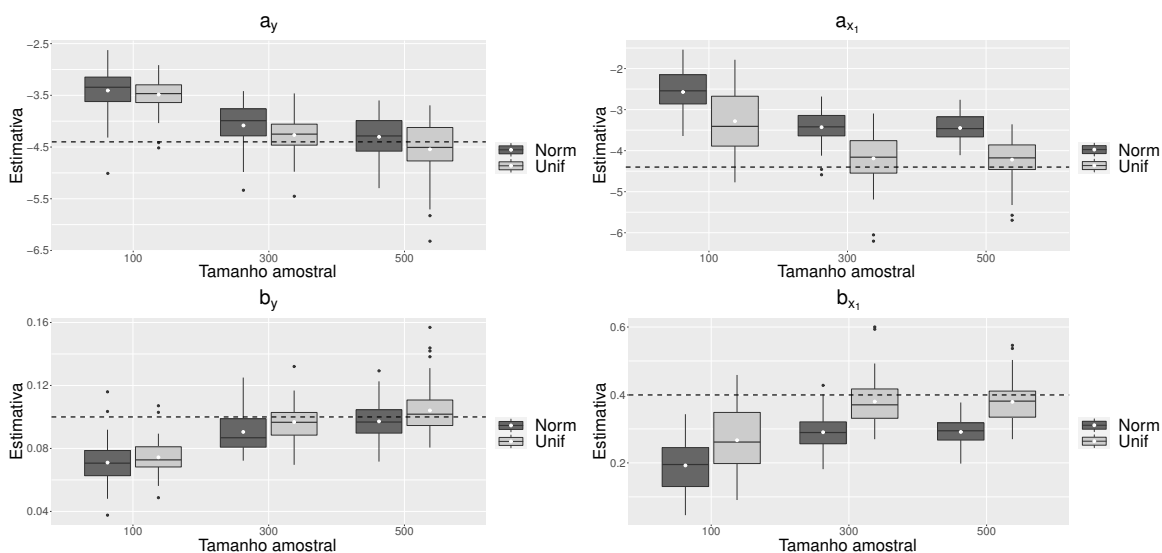 a_y
Estimativa
−2.5
−3.5
−4.5
−5.5
−6.5
100
300
500
Tamanho amostral
Norm
Unif
a_x₁
Estimativa
−2
−3
−4
−5
−6
100
300
500
Tamanho amostral
Norm
Unif
b_y
Estimativa
0.16
0.12
0.08
0.04
100
300
500
Tamanho amostral
Norm
Unif
b_x₁
Estimativa
0.6
0.4
0.2
100
300
500
Tamanho amostral
Norm
Unif